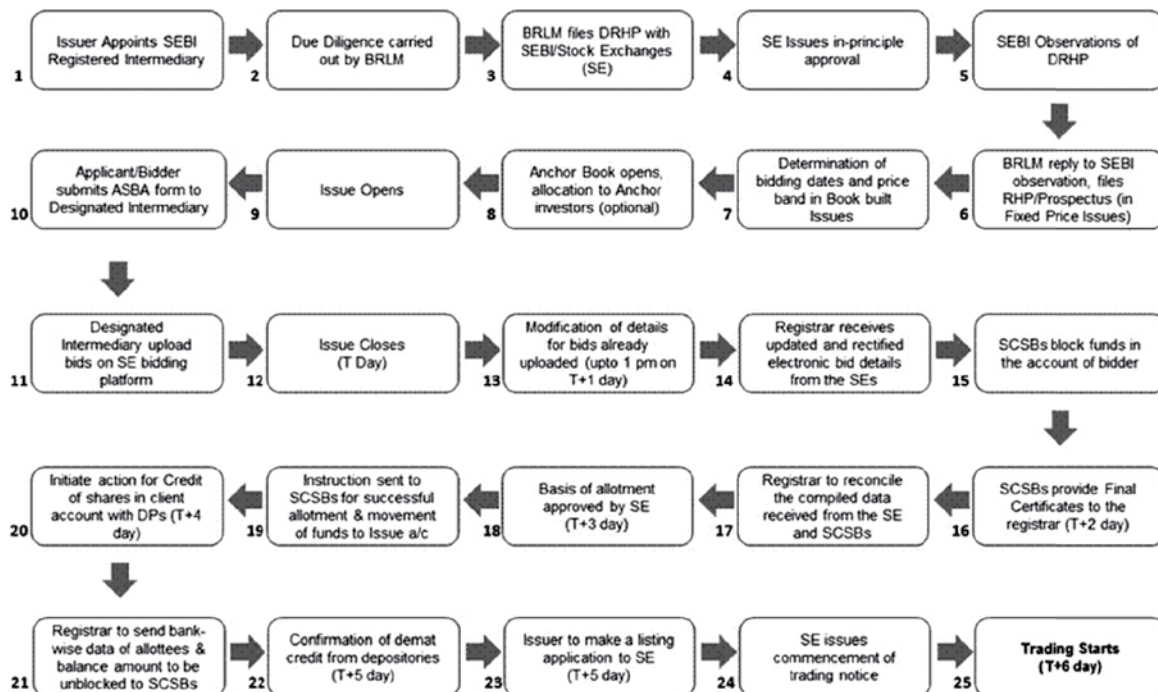 Issuer Appoints SEBI
Registered Intermediary
1
Due Diligence carried
out by BRLM
2
BRLM files DRHP with
SEBI/Stock Exchanges
(SE)
3
SE Issues in-principle
approval
4
SEBI Observations of
DRHP
5
BRLM reply to SEBI
observation, files
RHP/Prospectus (in
Fixed Price Issues)
6
Determination of
bidding dates and price
band in Book built
Issues
7
Anchor Book opens,
allocation to Anchor
investors (optional)
8
Issue Opens
9
Applicant/Bidder
submits ASBA form to
Designated Intermediary
10
Designated
Intermediary upload
bids on SE bidding
platform
11
Issue Closes
(T Day)
12
Modification of details
for bids already
uploaded (upto 1 pm on
T+1 day)
13
Registrar receives
updated and rectified
electronic bid details
from the SEs
14
SCSBs block funds in
the account of bidder
15
SCSBs provide Final
Certificates to the
registrar (T+2 day)
16
Registrar to reconcile
the compiled data
received from the SE
and SCSBs
17
Basis of allotment
approved by SE
(T+3 day)
18
Instruction sent to
SCSBs for successful
allotment & movement
of funds to Issue a/c
19
Initiate action for Credit
of shares in client
account with DPs (T+4
day)
20
Registrar to send bank-
wise data of allottees &
balance amount to be
unblocked to SCSBs
21
Confirmation of demat
credit from depositories
(T+5 day)
22
Issuer to make a listing
application to SE
(T+5 day)
23
SE issues
commencement of
trading notice
24
Trading Starts
(T+6 day)
25